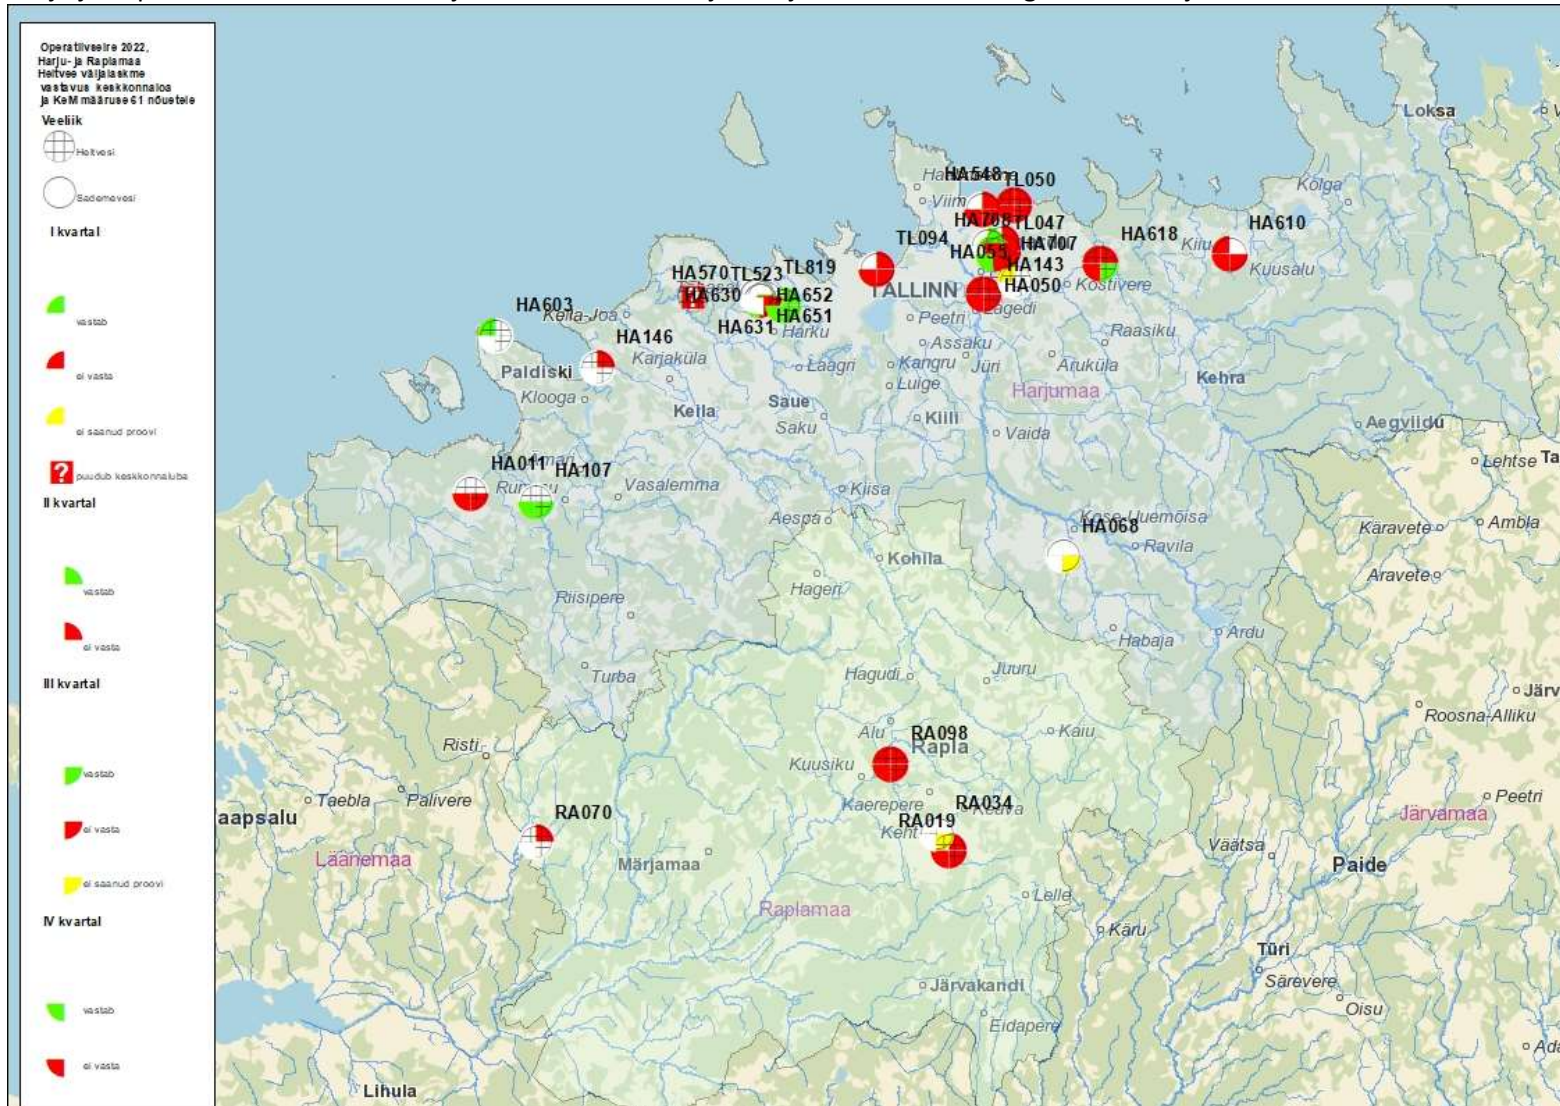 Operatiivseire 2022,
Harju- ja Raplamaa
Heitvee väljalaskme
vastavus keskkonnaloa
ja KeM määruse 61 nõuetele
Veeliik
Heitvesi
Sademevesi
I kvartal
vastab
ei vasta
ei saanud proovi
? puudub keskkonnaluba
II kvartal
vastab
ei vasta
III kvartal
vastab
ei vasta
ei saanud proovi
IV kvartal
vastab
ei vasta
Loksa
Kolga
HA548 TL050
Viim
HA708 TL047
HA610
TL094
HA055 HA707
HA618
Kiiu
HA570 TL523 TL819
HA143
Kuusalu
HA630 HA652
TALLINN
HA050
Kostivere
HA603
Keila-Joa
HA651
Lagedi
HA631
Harku
Peetri
Raasiku
HA146
Karjaküla
Assaku
Paldiski
Laagri
Kangru
Jüri
Aruküla
Klooga
Luige
Harjumaa
Kehra
Keila
Saue
Saku
Kiili
Aegviidu
Vaida
HA011
HA107
Lehtse
Ta
Vasalemma
Kiisa
Aespa
Kose-Uuemõisa
HA068
Käravete
Ambla
Ravila
Kohila
Hageri
Aravete
Riisipere
Habaja
Ardu
Turba
Hagudi
Juuru
Järv
Roosna-Alliku
Risti
Alu
RA098
Kaiu
Rapla
Kuusiku
Taebla
Palivere
Kaerepere
RA034
Keava
Peetri
aapsalu
RA070
RA019
Keht
Järvamaa
Läänemaa
Märjamaa
Väätsa
Paide
Raplamaa
Lelle
Käru
Türi
Järvakandi
Särevere
Oisu
Eidapere
Lihula